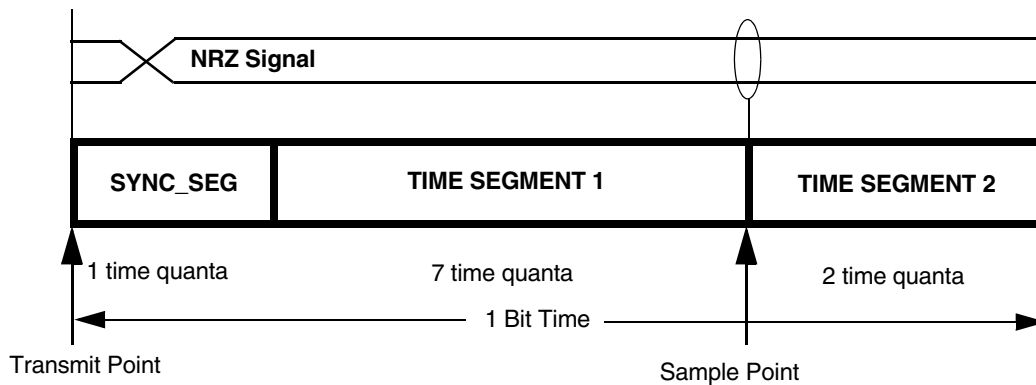 NRZ Signal
SYNC_SEG
TIME SEGMENT 1
TIME SEGMENT 2
1 time quanta
7 time quanta
2 time quanta
1 Bit Time
Transmit Point
Sample Point